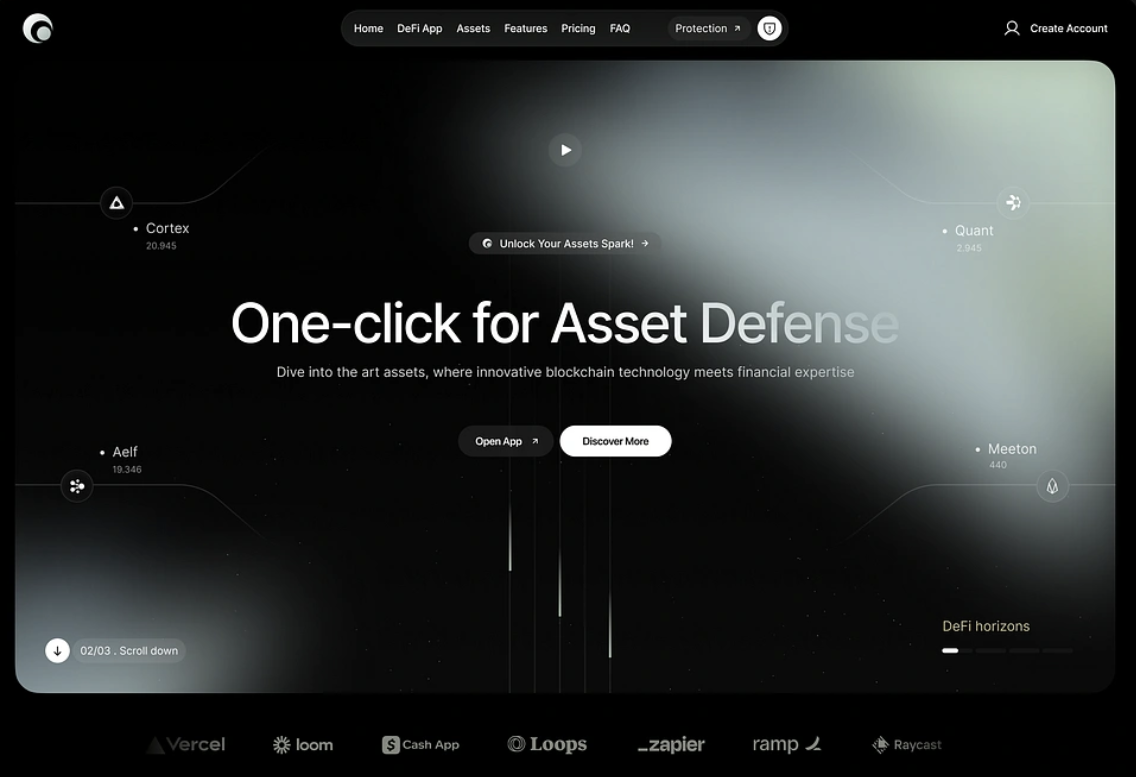 Home DeFi App Assets Features Pricing FAQ Protection Create Account
Cortex
20.945
Quant
2.945
Unlock Your Assets Spark!
One-click for Asset Defense
Dive into the art assets, where innovative blockchain technology meets financial expertise
Open App Discover More
Aelf
19.346
Meeton
440
DeFi horizons
02/03 . Scroll down
Vercel loom Cash App Loops zapier ramp Raycast